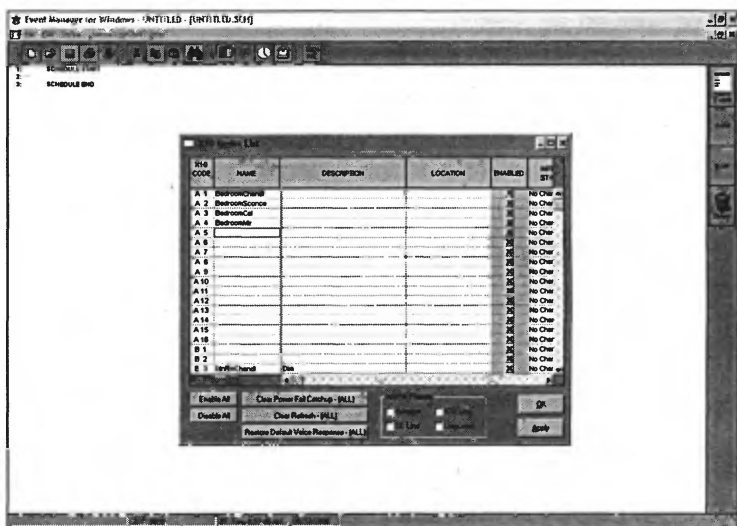 Event Manager for Windows - UNTITLED - [UNTITLED.SCH]
1:
2:
3: SCHEDULE END
List
X10 CODE NAME DESCRIPTION LOCATION ENABLED
A 1 BedroomChandl No Char
A 2 BedroomSconce No Char
A 3 BedroomCal No Char
A 4 BedroomMir No Char
A 5 No Char
A 6 No Char
A 7 No Char
A 8 No Char
A 9 No Char
A 10 No Char
A 11 No Char
A 12 No Char
A 13 No Char
A 14 No Char
A 15 No Char
A 16 No Char
B 1 No Char
B 2 No Char
B 3 Din No Char
Enable All Clear Power Fail Catchup - [ALL] OK
Disable All Clear Refresh - [ALL]
Restore Default Voice Response - [ALL] Apply